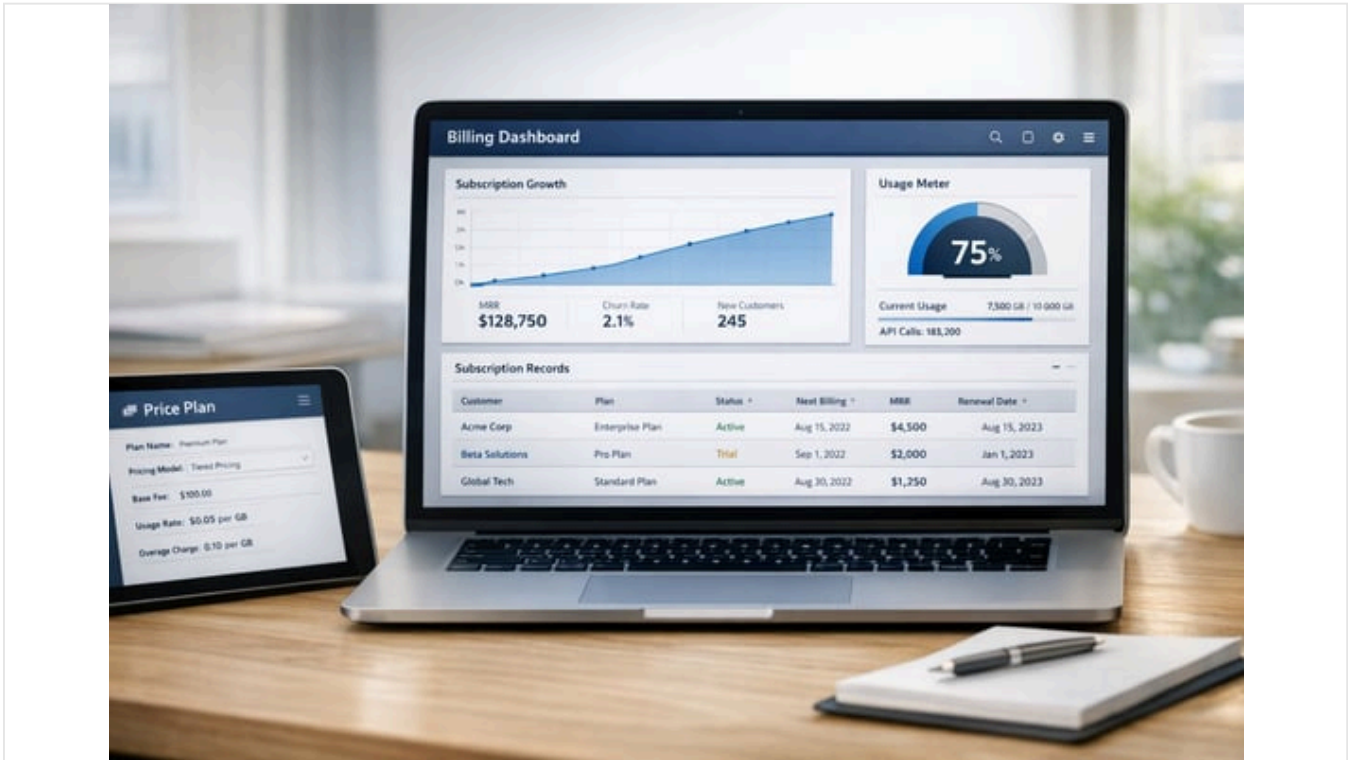 Billing Dashboard
Subscription Growth
MRR
$128,750
Churn Rate
2.1%
New Customers
245
Usage Meter
75%
Current Usage 7,500 GB / 10 000 GB
API Calls: 183,200
Subscription Records
Customer Plan Status Next Billing MRR Renewal Date
Acme Corp Enterprise Plan Active Aug 15, 2022 $4,500 Aug 15, 2023
Beta Solutions Pro Plan Trial Sep 1, 2022 $2,000 Jan 1, 2023
Global Tech Standard Plan Active Aug 30, 2022 $1,250 Aug 30, 2023
Price Plan
Plan Name: Premium Plan
Pricing Model: Tiered Pricing
Base Fee: $100.00
Usage Rate: $0.05 per GB
Overage Charge: 0.10 per GB